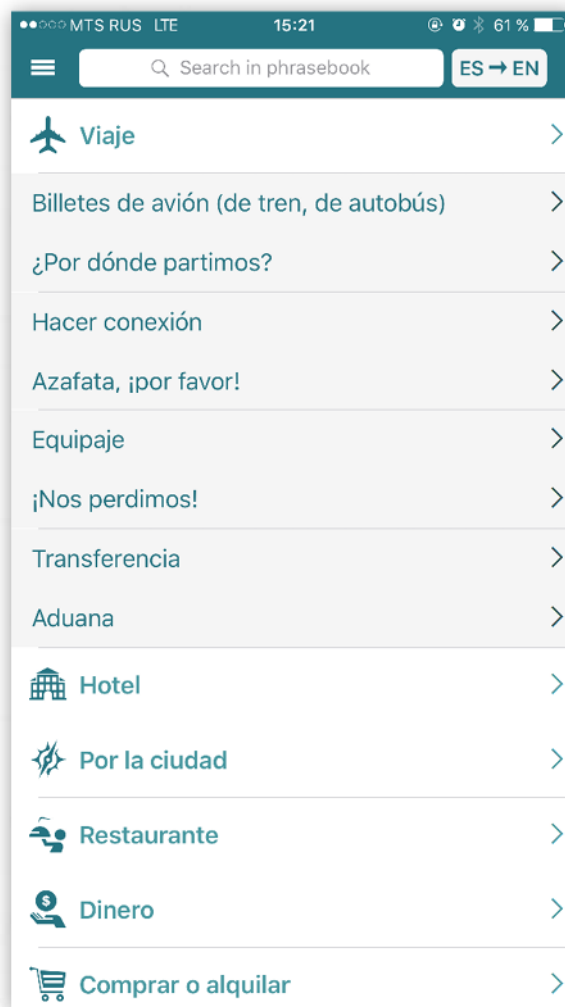 MTS RUS LTE 15:21 61 %
Search in phrasebook ES → EN
Viaje
Billetes de avión (de tren, de autobús)
¿Por dónde partimos?
Hacer conexión
Azafata, ¡por favor!
Equipaje
¡Nos perdimos!
Transferencia
Aduana
Hotel
Por la ciudad
Restaurante
$
Dinero
Comprar o alquilar